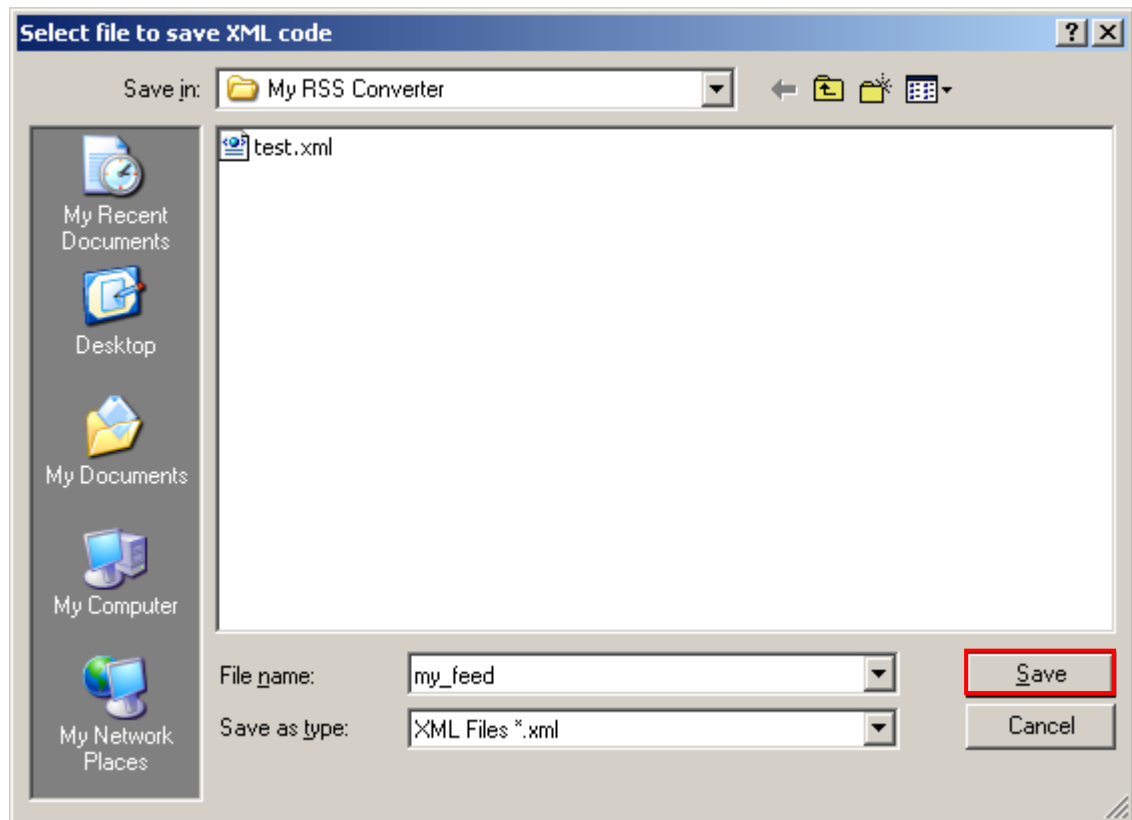 Select file to save XML code
Save in: My RSS Converter
test.xml
My Recent
Documents
Desktop
My Documents
My Computer
My Network
Places
File name: my_feed Save
Save as type: XML Files *.xml Cancel